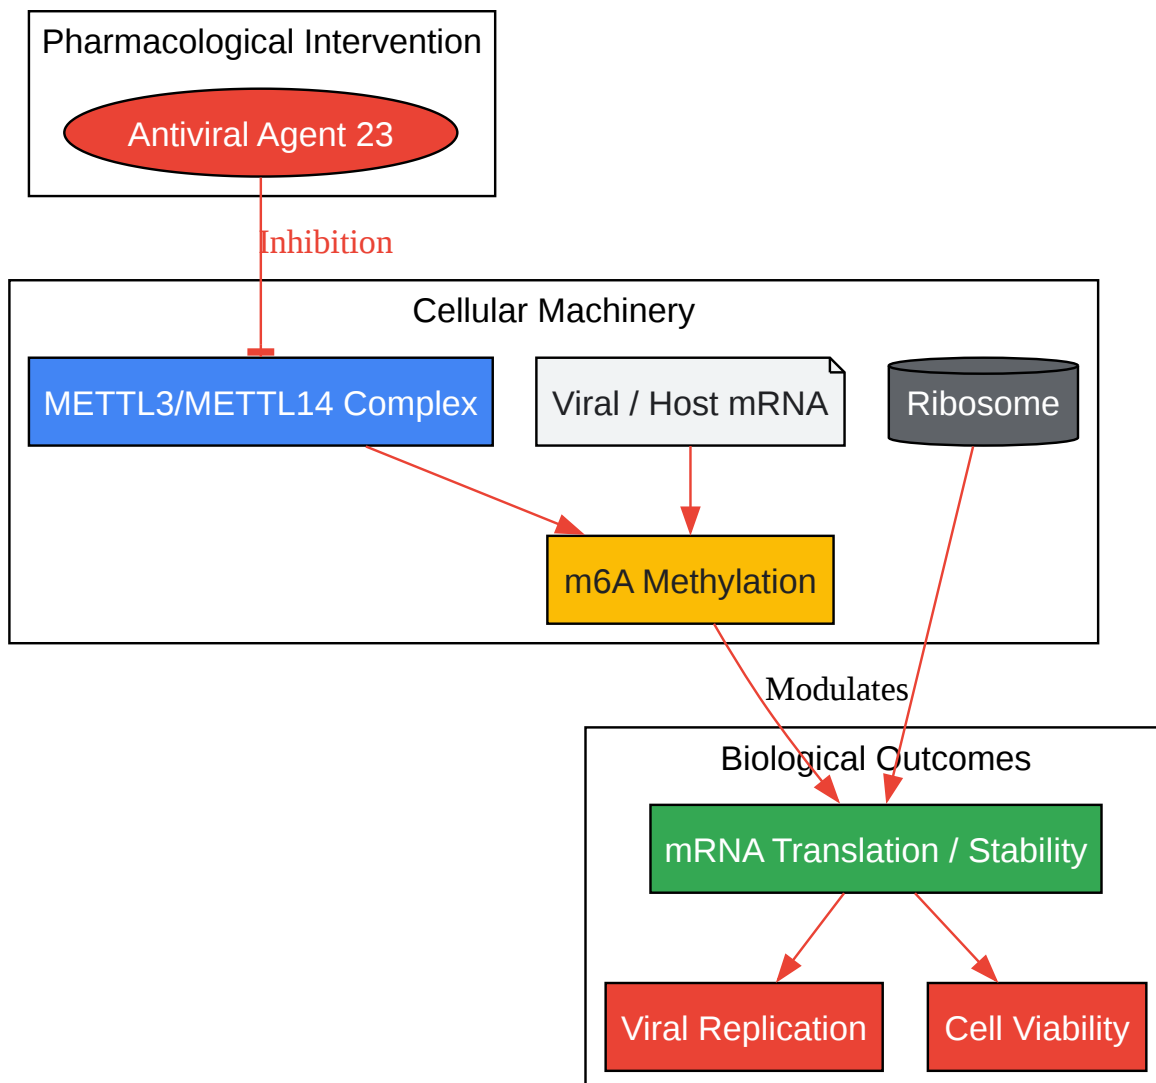 Pharmacological Intervention
Antiviral Agent 23
Inhibition
Cellular Machinery
METTL3/METTL14 Complex
Viral / Host mRNA
Ribosome
m6A Methylation
Modulates
Biological Outcomes
mRNA Translation / Stability
Viral Replication
Cell Viability